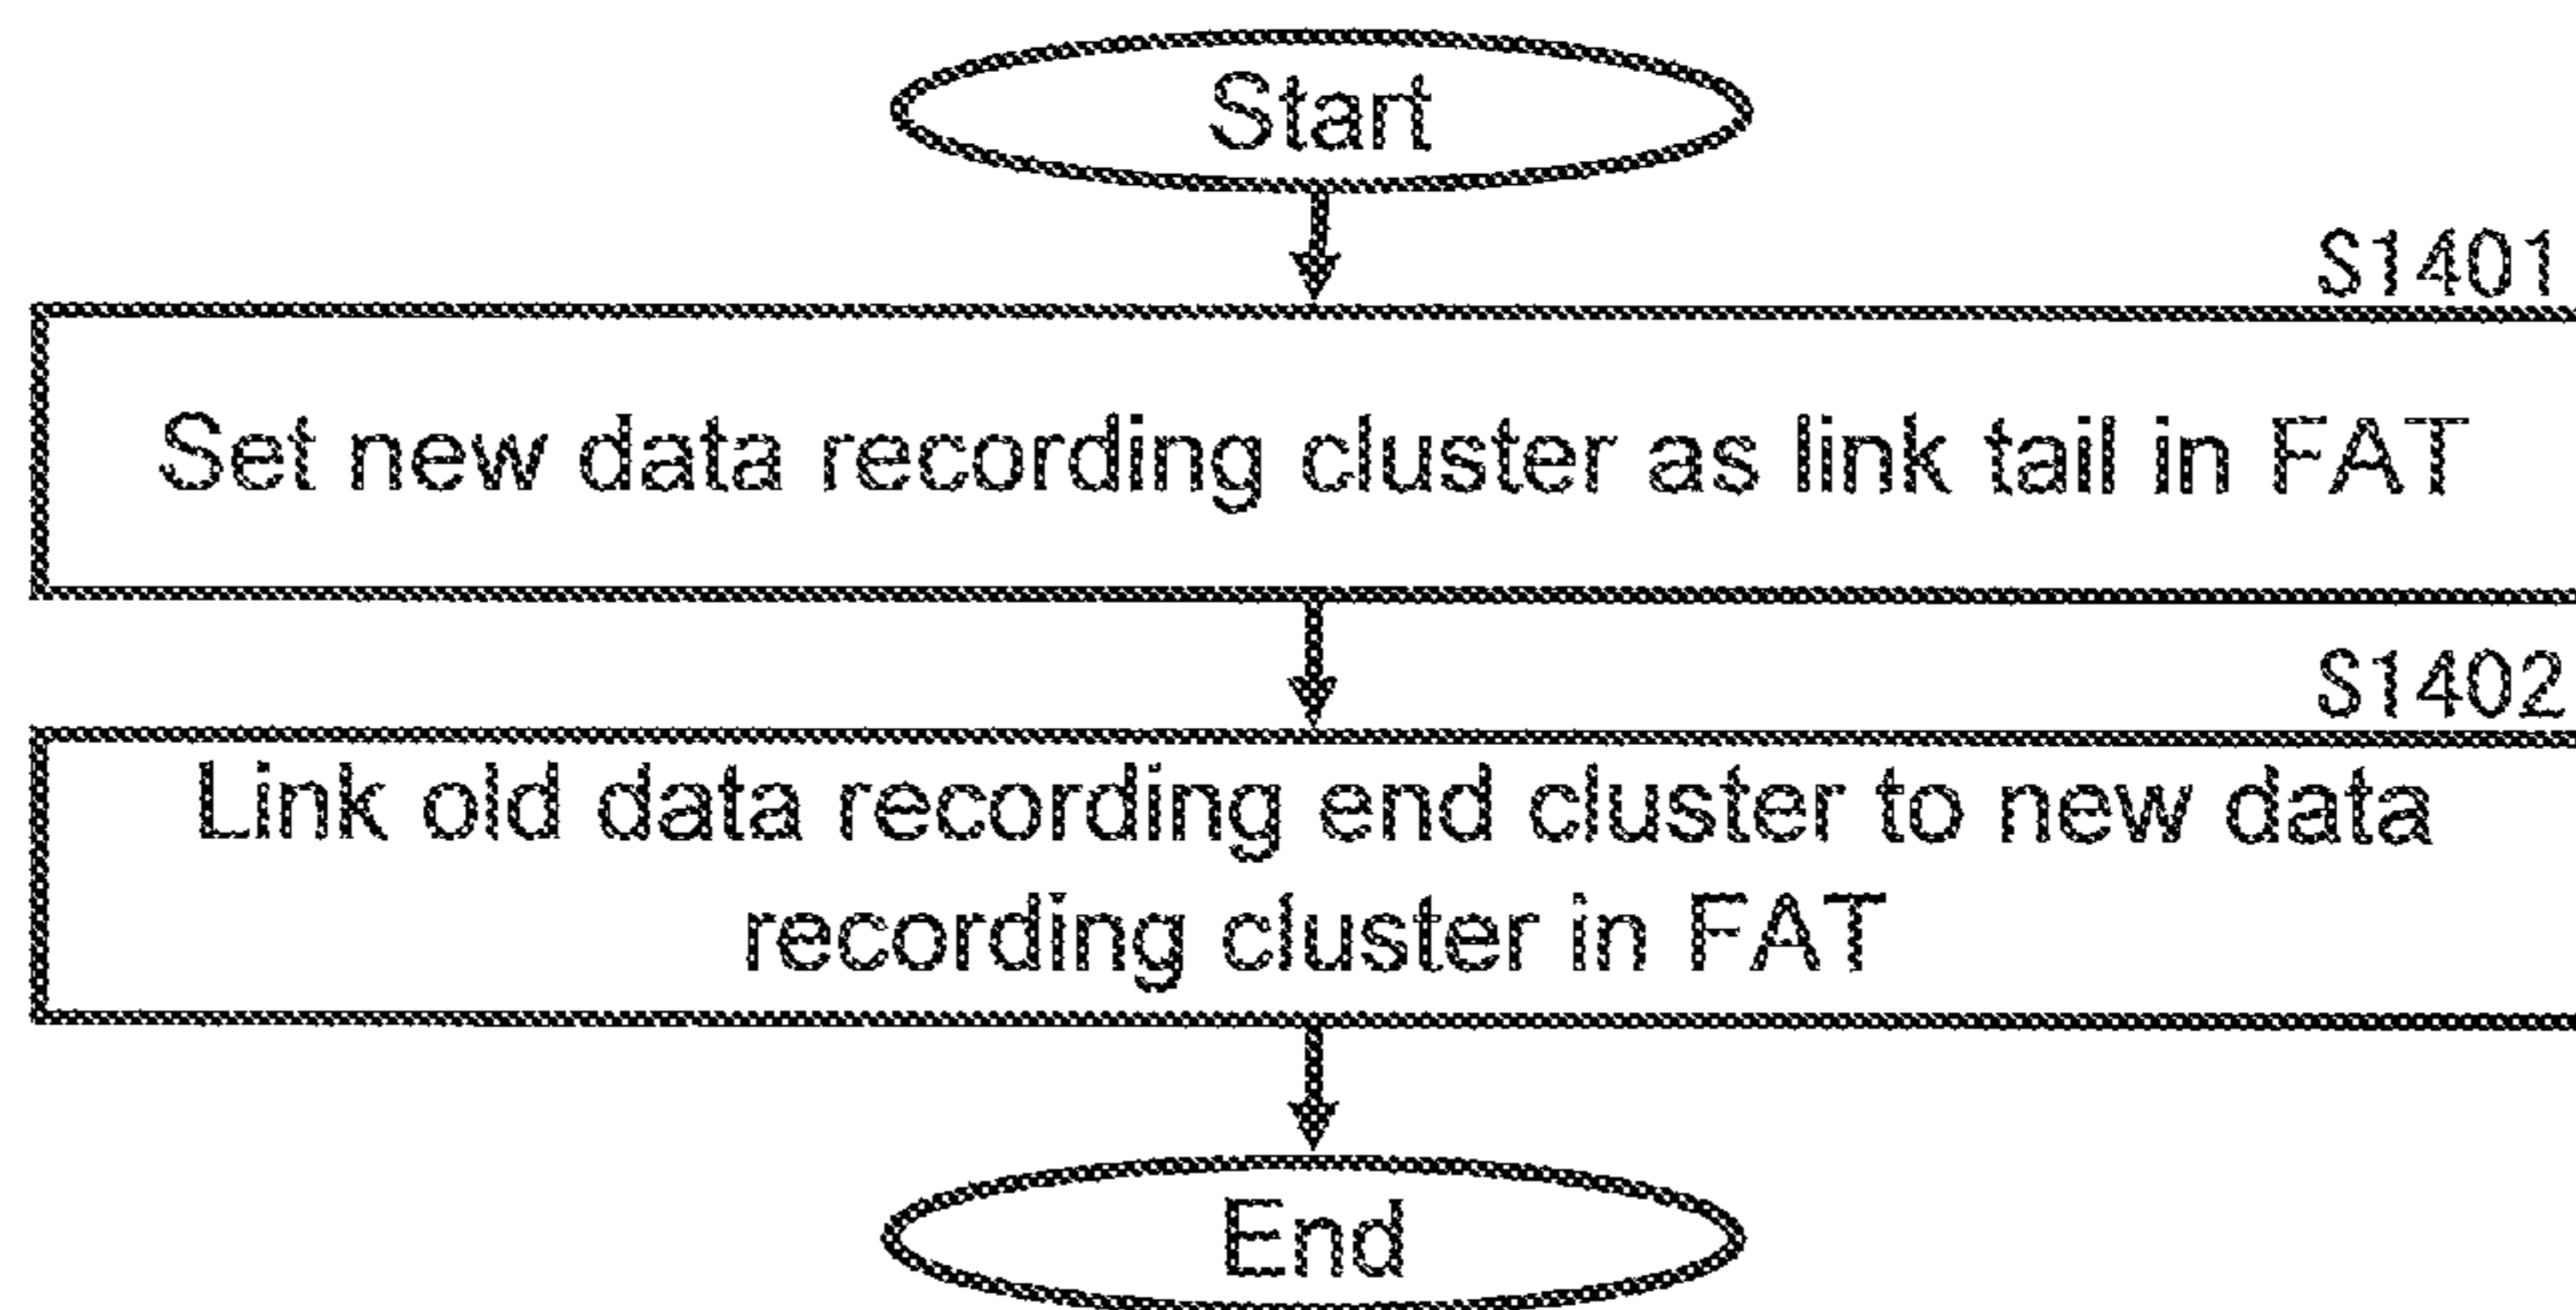 Start
S1401
Set new data recording cluster as link tail in FAT
S1402
Link old data recording end cluster to new data
recording cluster in FAT
End